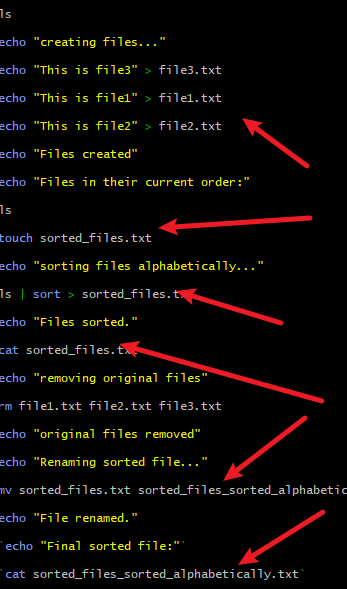 ls
echo "creating files..."
echo "This is file3" > file3.txt
echo "This is file1" > file1.txt
echo "This is file2" > file2.txt
echo "Files created"
echo "Files in their current order:"
ls
touch sorted_files.txt
echo "sorting files alphabetically..."
ls | sort > sorted_files.t
echo "Files sorted."
cat sorted_files.txt
echo "removing original files"
rm file1.txt file2.txt file3.txt
echo "original files removed"
echo "Renaming sorted file..."
mv sorted_files.txt sorted_files_sorted_alphabetic
echo "File renamed."
`echo "Final sorted file:"`
`cat sorted_files_sorted_alphabetically.txt`